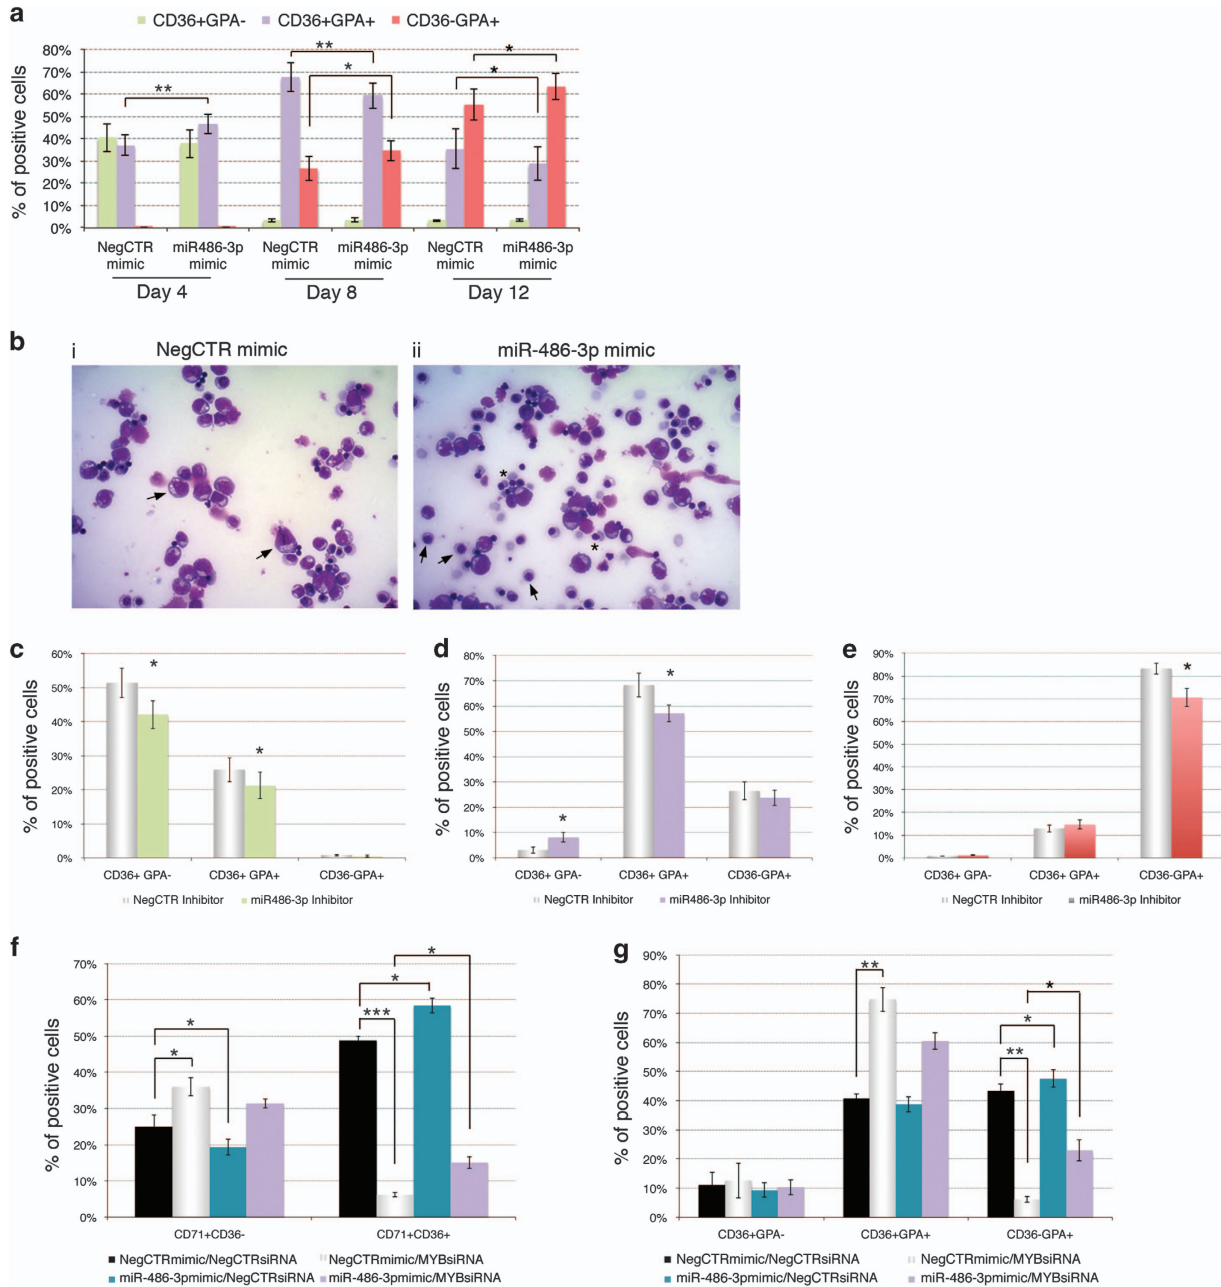 a
CD36+GPA- CD36+GPA+ CD36-GPA+
% of positive cells
80%
70%
60%
50%
40%
30%
20%
10%
0%
**
**
*
*
*
NegCTR mimic
miR486-3p mimic
NegCTR mimic
miR486-3p mimic
NegCTR mimic
miR486-3p mimic
Day 4 Day 8 Day 12
b
i NegCTR mimic
ii miR-486-3p mimic
*
*
c
% of positive cells
60%
50%
40%
30%
20%
10%
0%
*
*
CD36+ GPA- CD36+ GPA+ CD36-GPA+
NegCTR Inhibitor miR486-3p Inhibitor
d
% of positive cells
80%
70%
60%
50%
40%
30%
20%
10%
0%
*
*
CD36+ GPA- CD36+ GPA+ CD36-GPA+
NegCTR Inhibitor miR486-3p Inhibitor
e
% of positive cells
90%
80%
70%
60%
50%
40%
30%
20%
10%
0%
*
CD36+ GPA- CD36+ GPA+ CD36-GPA+
NegCTR Inhibitor miR486-3p Inhibitor
f
% of positive cells
70%
60%
50%
40%
30%
20%
10%
0%
*
*
*
*
***
CD71+CD36- CD71+CD36+
NegCTRmimic/NegCTRsiRNA NegCTRmimic/MYBsiRNA
miR-486-3pmimic/NegCTRsiRNA miR-486-3pmimic/MYBsiRNA
g
% of positive cells
90%
80%
70%
60%
50%
40%
30%
20%
10%
0%
**
*
*
**
CD36+GPA- CD36+GPA+ CD36-GPA+
NegCTRmimic/NegCTRsiRNA NegCTRmimic/MYBsiRNA
miR-486-3pmimic/NegCTRsiRNA miR-486-3pmimic/MYBsiRNA